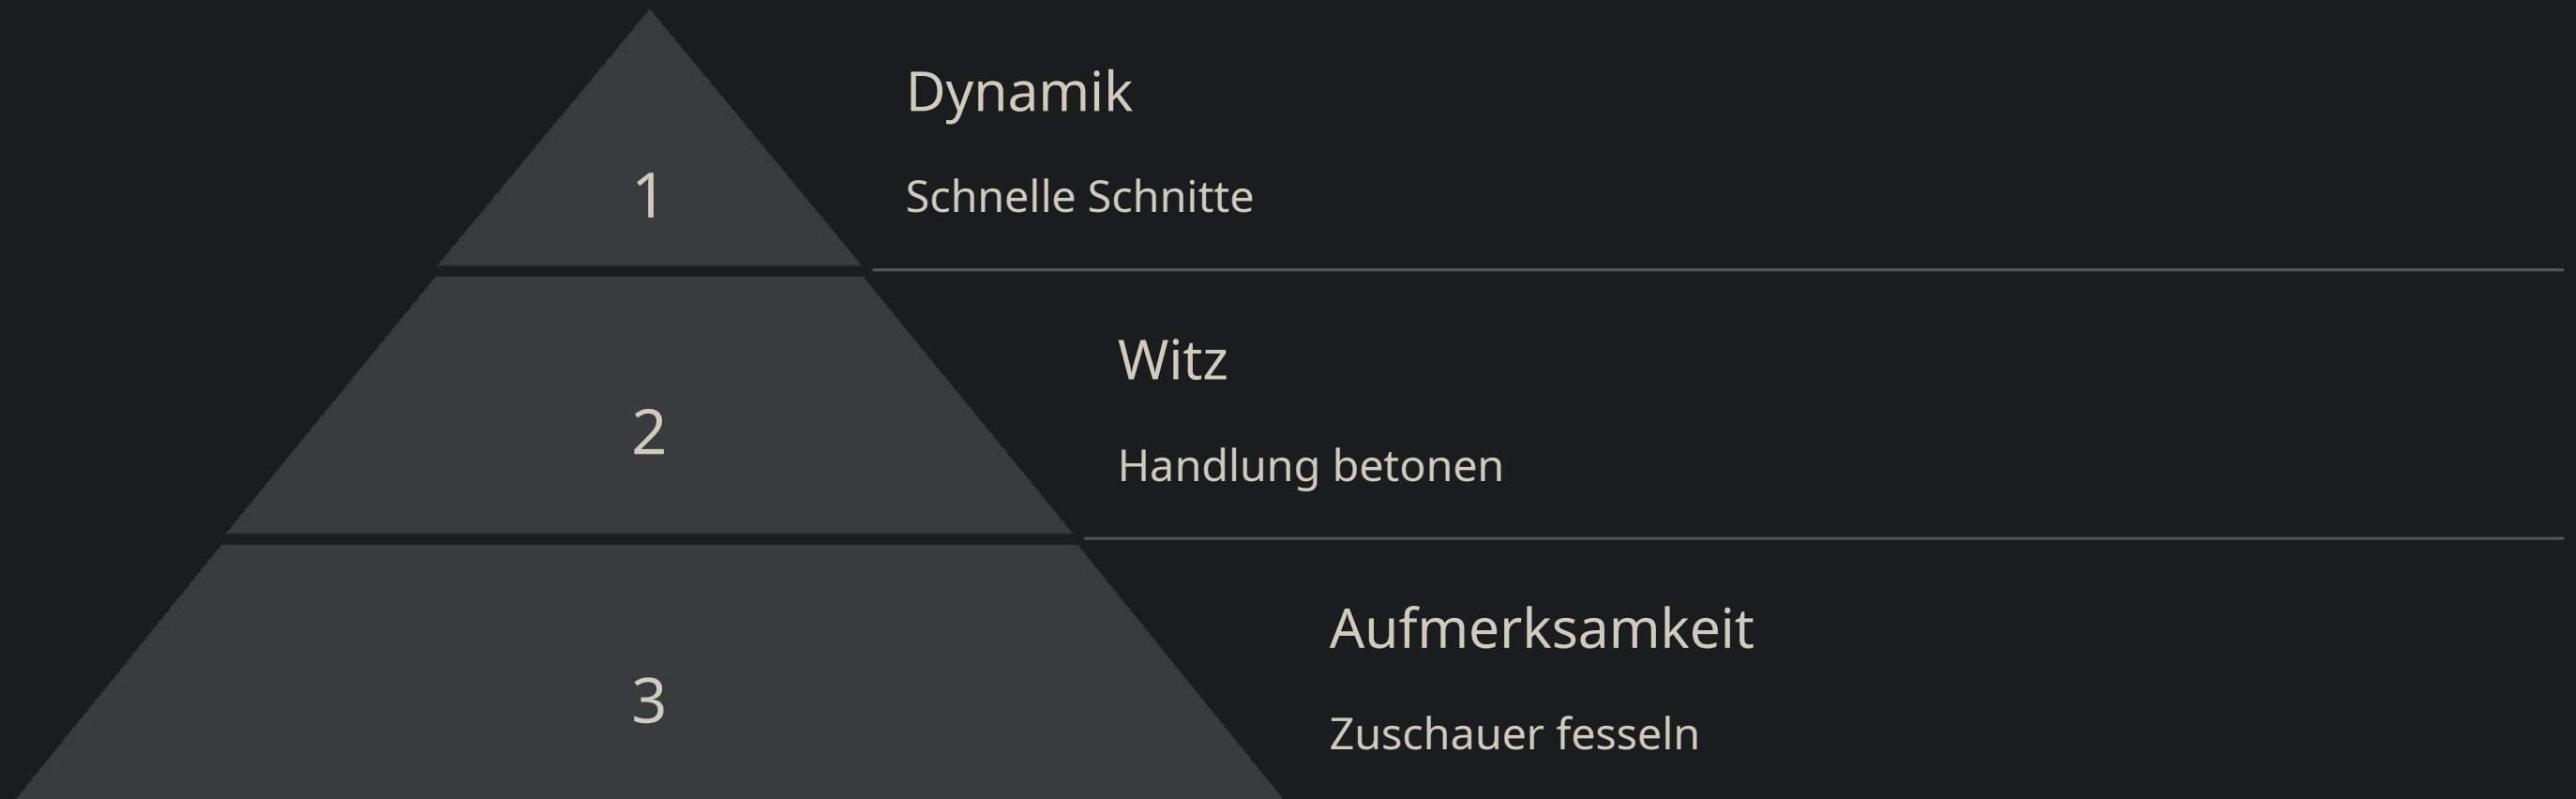 1
Dynamik
Schnelle Schnitte
2
Witz
Handlung betonen
3
Aufmerksamkeit
Zuschauer fesseln